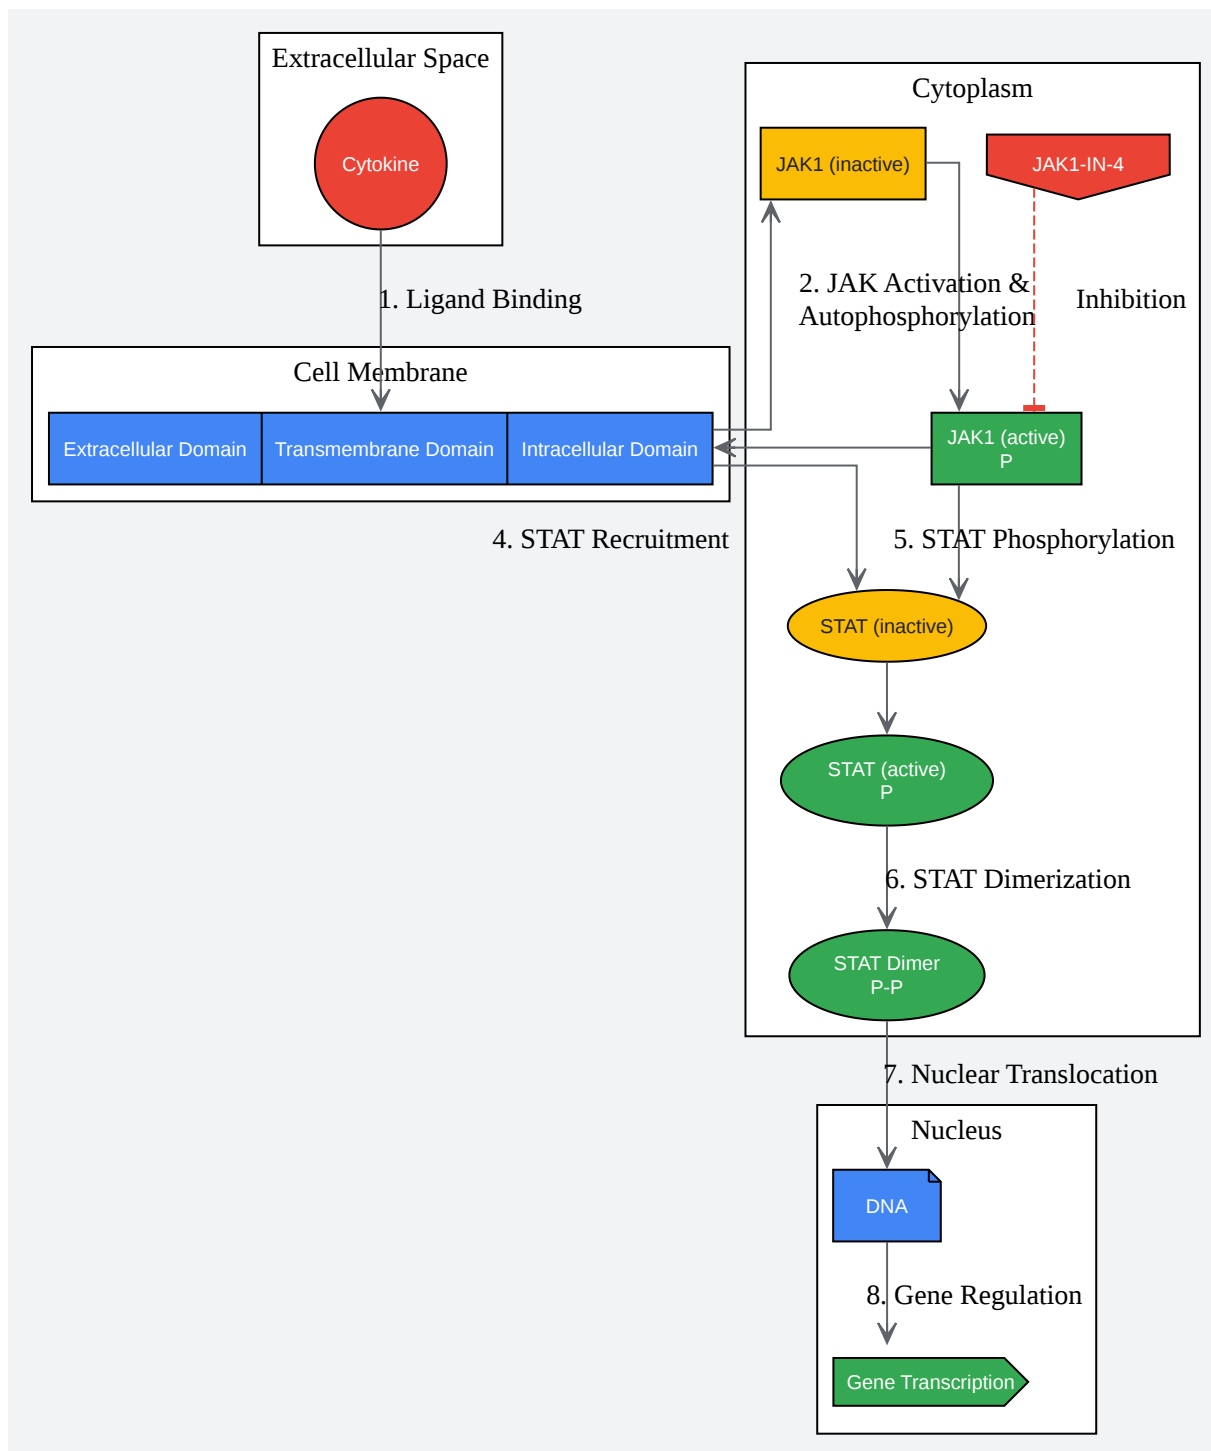 Extracellular Space
Cytokine
1. Ligand Binding
Cell Membrane
Extracellular Domain
Transmembrane Domain
Intracellular Domain
4. STAT Recruitment
Cytoplasm
JAK1 (inactive)
JAK1-IN-4
2. JAK Activation &
Autophosphorylation
Inhibition
JAK1 (active)
P
5. STAT Phosphorylation
STAT (inactive)
STAT (active)
P
6. STAT Dimerization
STAT Dimer
P-P
7. Nuclear Translocation
Nucleus
DNA
8. Gene Regulation
Gene Transcription